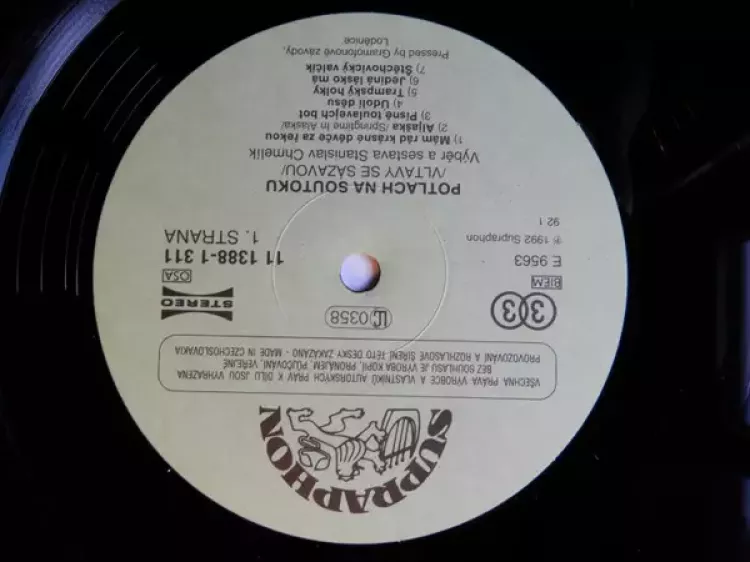 SUPRAPHON
VŠECHNA PRÁVA VÝROBCE A VLASTNÍKŮ AUTORSKÝCH PRÁV K DÍLU JSOU VYHRAZENA
BEZ SOUHLASU JE VÝROBA KOPIÍ, PRONÁJEM, PŮJČOVÁNÍ, VEŘEJNÉ
PROVOZOVÁNÍ A ROZHLASOVÉ ŠÍŘENÍ TÉTO DESKY ZAKÁZÁNO - MADE IN CZECHOSLOVAKIA
33
LC 0358
STEREO
BIEM
OSA
E 9563
11 1388-1 311
℗ 1992 Supraphon
1. STRANA
92 1
POTLACH NA SOUTOKU
/VLTAVY SE SÁZAVOU/
Výběr a sestava Stanislav Chmelík
1) Mám rád krásné děvče za řekou
2) Aljaška /Springtime In Alaska/
3) Písně toulavejch bot
4) Údolí děsu
5) Trampský holky
6) Jediná lásko má
7) Štěchovický valčík
Pressed by Gramofonové závody,
Loděnice